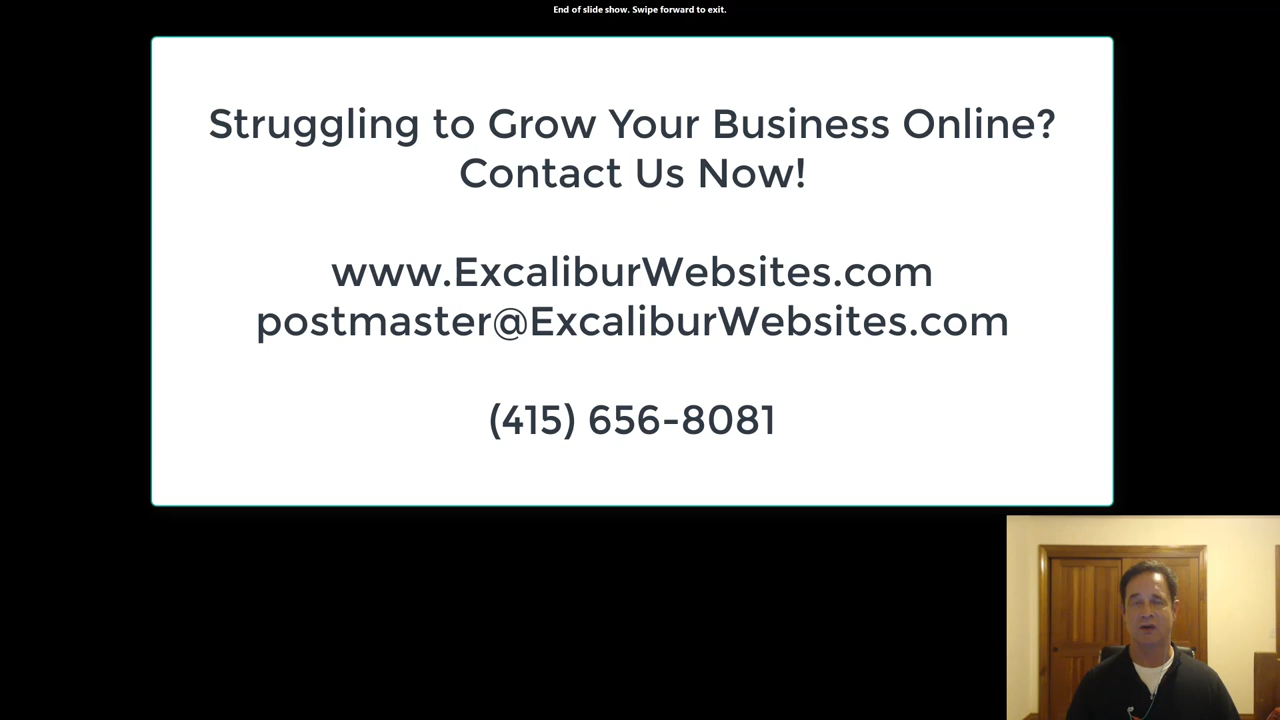 End of slide show. Swipe forward to exit.
Struggling to Grow Your Business Online?
Contact Us Now!
www.ExcaliburWebsites.com
postmaster@ExcaliburWebsites.com
(415) 656-8081